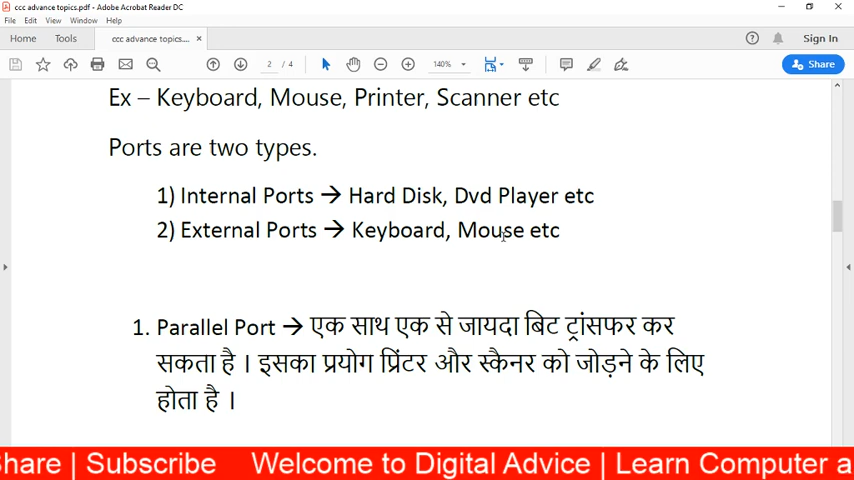 ccc advance topics.pdf - Adobe Acrobat Reader DC
File Edit View Window Help
Home Tools ccc advance topics.... × Sign In
2 / 4 140% Share
Ex – Keyboard, Mouse, Printer, Scanner etc
Ports are two types.
1) Internal Ports → Hard Disk, Dvd Player etc
2) External Ports → Keyboard, Mouse etc
1. Parallel Port → एक साथ एक से जायदा बिट ट्रांसफर कर
सकता है । इसका प्रयोग प्रिंटर और स्कैनर को जोड़ने के लिए
होता है ।
hare | Subscribe Welcome to Digital Advice | Learn Computer a